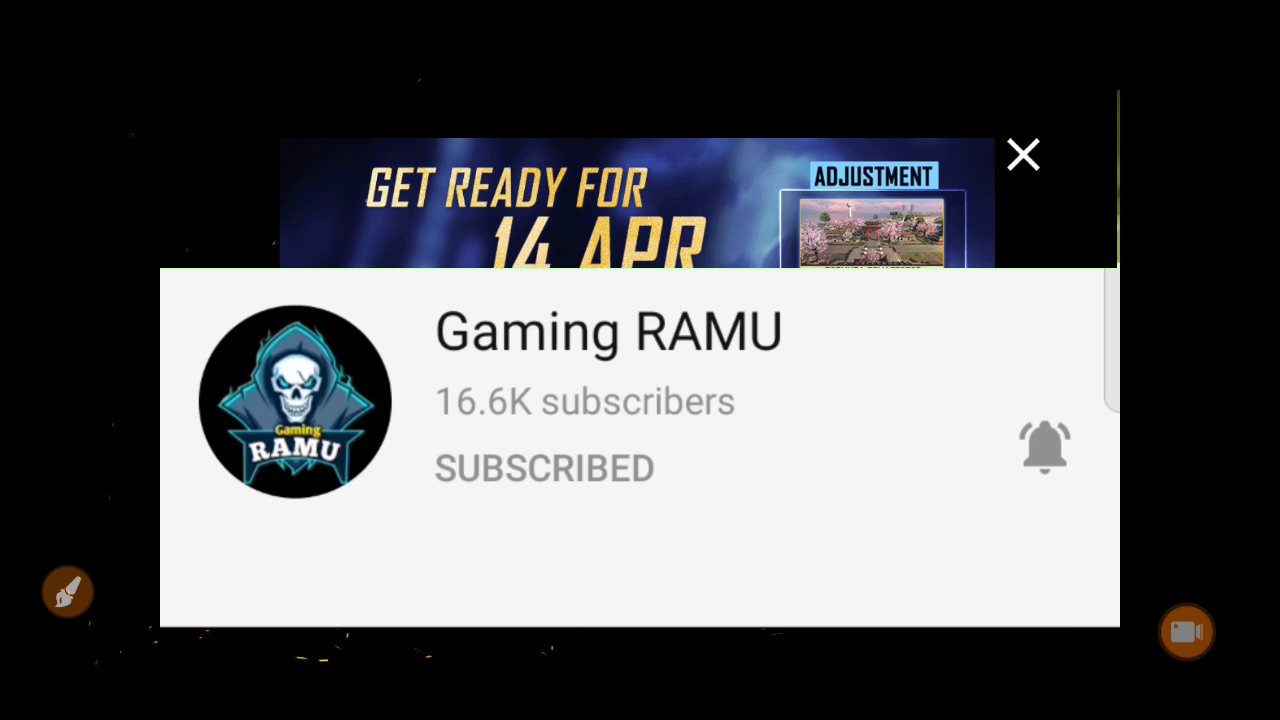 GET READY FOR
14 APR
ADJUSTMENT
Gaming RAMU
16.6K subscribers
SUBSCRIBED
Gaming
RAMU